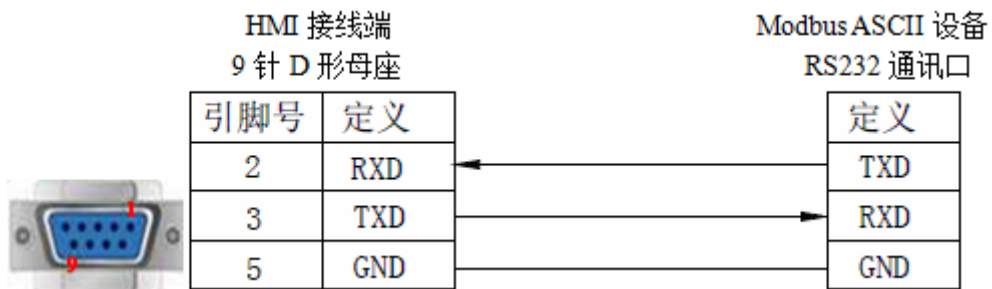 HMI 接线端
9 针 D 形母座
Modbus ASCII 设备
RS232 通讯口
引脚号 定义 定义
2 RXD TXD
3 TXD RXD
5 GND GND
1
9